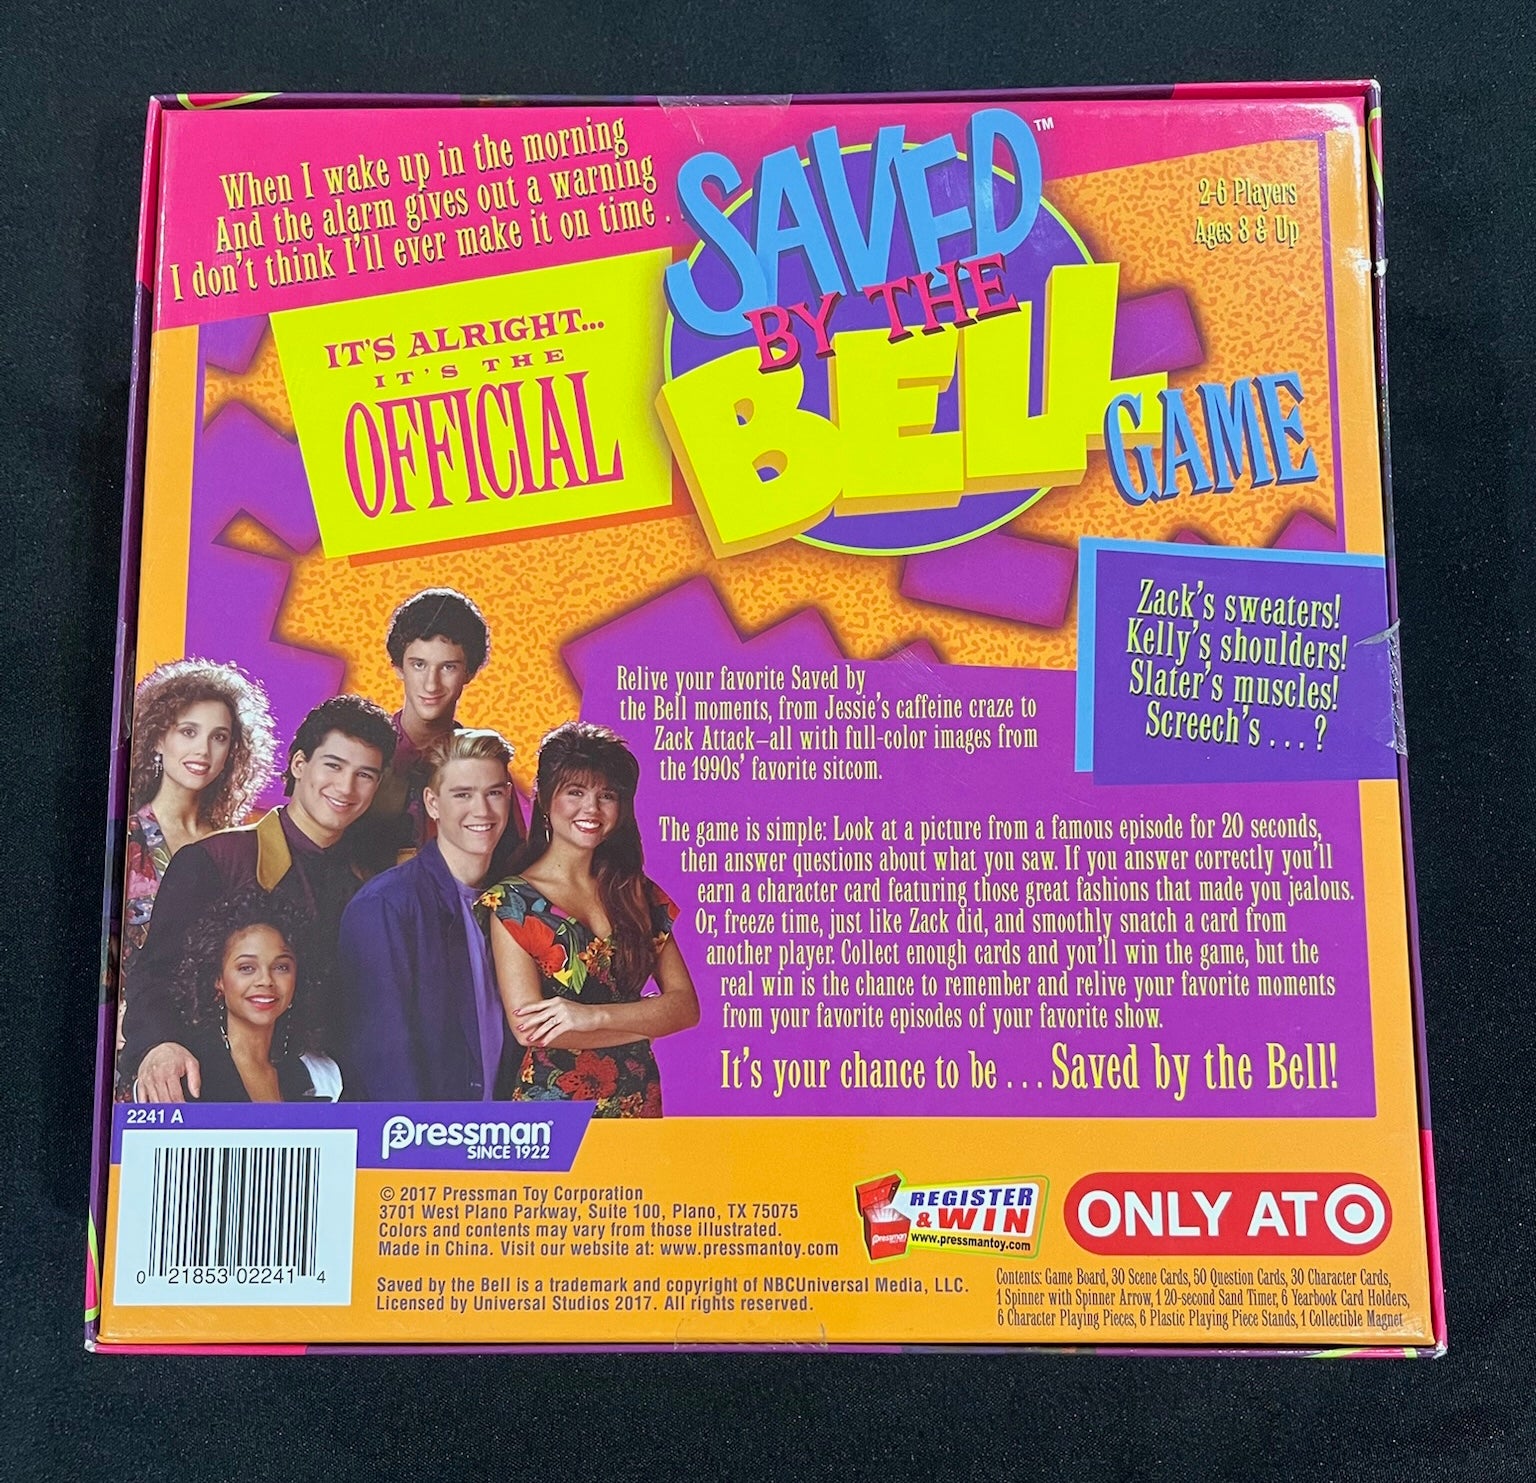 When I wake up in the morning
And the alarm gives out a warning
I don't think I'll ever make it on time . .
SAVED
BY THE
BELL
™
GAME
2-6 Players
Ages 8 & Up
IT'S ALRIGHT...
IT'S THE
OFFICIAL
Zack's sweaters!
Kelly's shoulders!
Slater's muscles!
Screech's . . . ?
Relive your favorite Saved by
the Bell moments, from Jessie's caffeine craze to
Zack Attack—all with full-color images from
the 1990s' favorite sitcom.
The game is simple: Look at a picture from a famous episode for 20 seconds,
then answer questions about what you saw. If you answer correctly you'll
earn a character card featuring those great fashions that made you jealous.
Or, freeze time, just like Zack did, and smoothly snatch a card from
another player. Collect enough cards and you'll win the game, but the
real win is the chance to remember and relive your favorite moments
from your favorite episodes of your favorite show.
It's your chance to be . . . Saved by the Bell!
2241 A
0 21853 02241 4
Pressman®
SINCE 1922
© 2017 Pressman Toy Corporation
3701 West Plano Parkway, Suite 100, Plano, TX 75075
Colors and contents may vary from those illustrated.
Made in China. Visit our website at: www.pressmantoy.com
Saved by the Bell is a trademark and copyright of NBCUniversal Media, LLC.
Licensed by Universal Studios 2017. All rights reserved.
Pressman
REGISTER
& WIN
www.pressmantoy.com
ONLY AT
Contents: Game Board, 30 Scene Cards, 50 Question Cards, 30 Character Cards,
1 Spinner with Spinner Arrow, 1 20-second Sand Timer, 6 Yearbook Card Holders,
6 Character Playing Pieces, 6 Plastic Playing Piece Stands, 1 Collectible Magnet